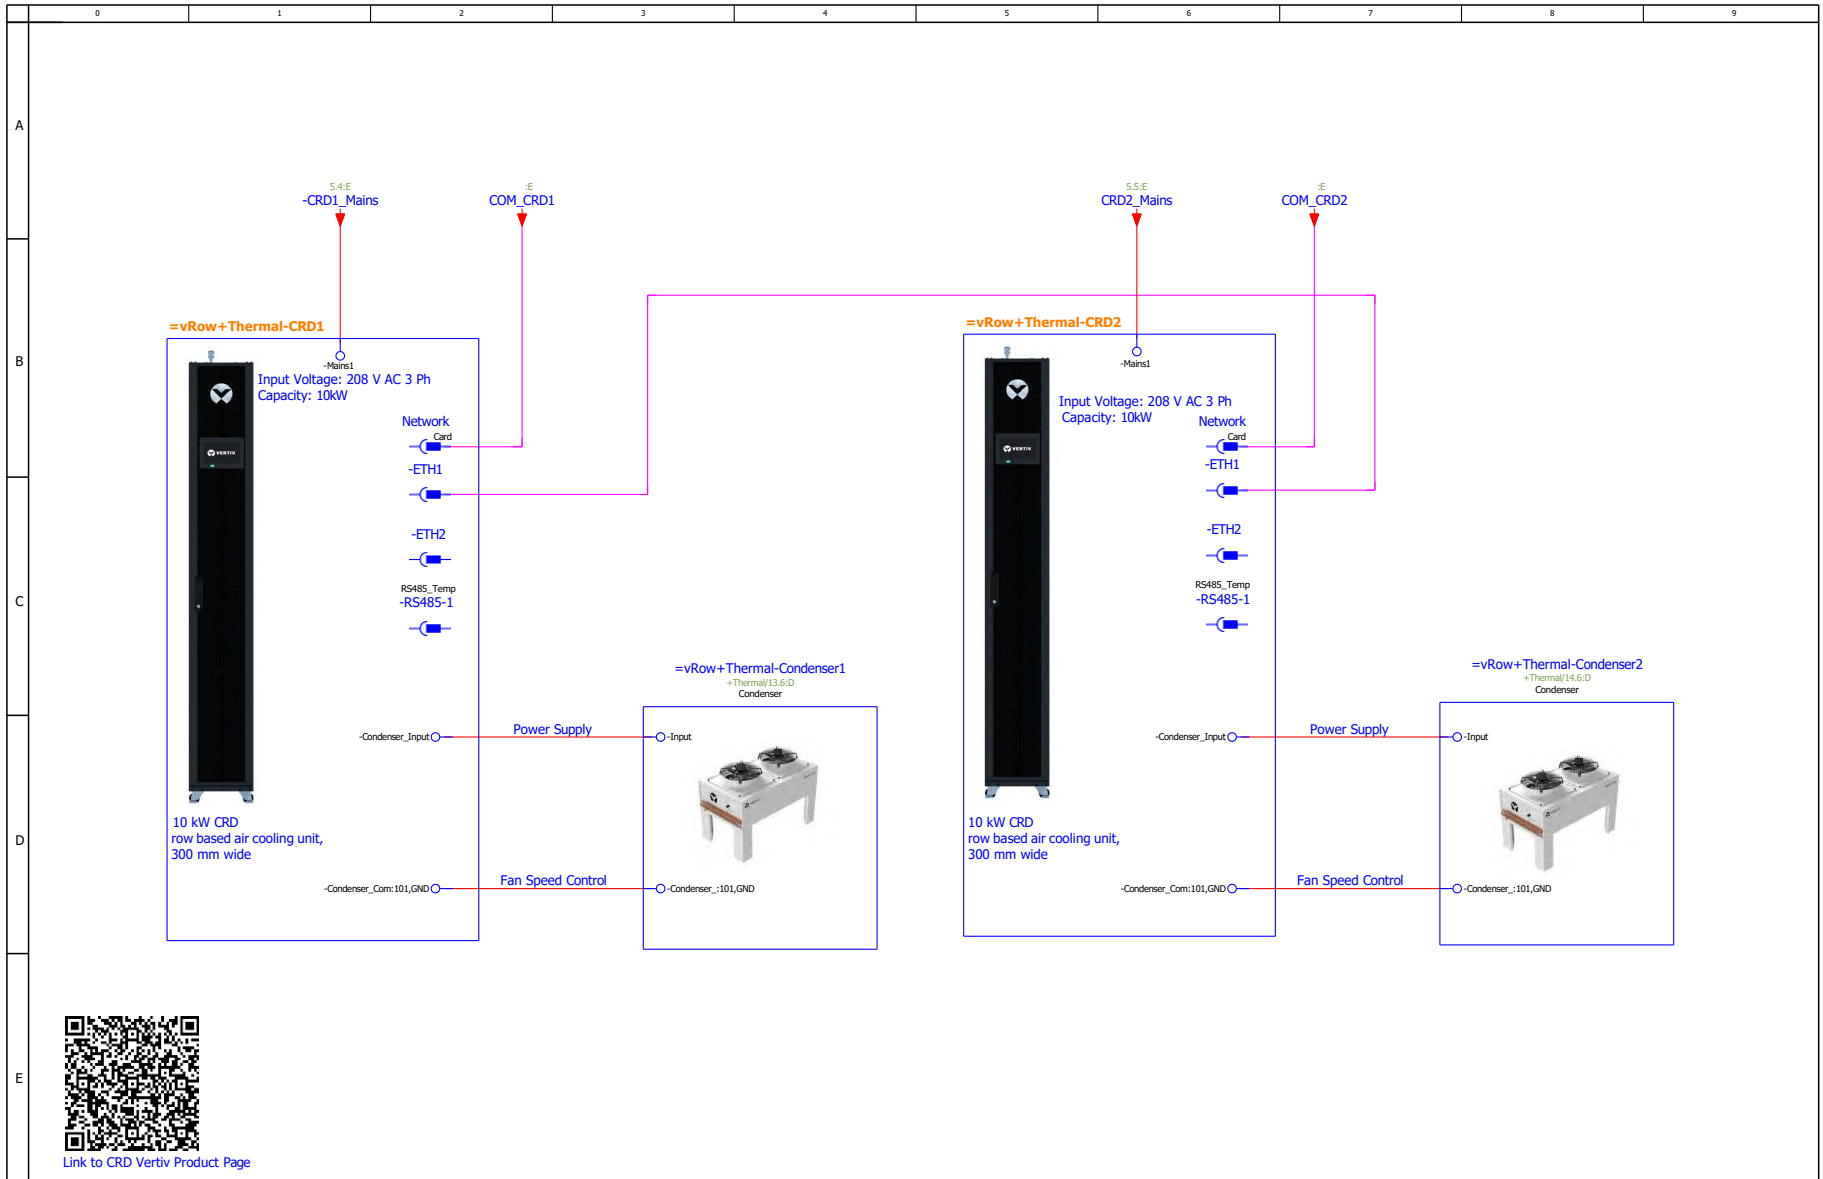 0 1 2 3 4 5 6 7 8 9
A
B
C
D
E
5.4:E
-CRD1_Mains
:E
COM_CRD1
5.5:E
CRD2_Mains
:E
COM_CRD2
=vRow+Thermal-CRD1
-Mains1
Input Voltage: 208 V AC 3 Ph
Capacity: 10kW
Network
Card
-ETH1
-ETH2
RS485_Temp
-RS485-1
VERTIV
-Condenser_Input
10 kW CRD
row based air cooling unit,
300 mm wide
-Condenser_Com:101,GND
Power Supply
Fan Speed Control
=vRow+Thermal-Condenser1
+Thermal/13.6:D
Condenser
-Input
-Condenser_:101,GND
=vRow+Thermal-CRD2
-Mains1
Input Voltage: 208 V AC 3 Ph
Capacity: 10kW
Network
Card
-ETH1
-ETH2
RS485_Temp
-RS485-1
VERTIV
-Condenser_Input
10 kW CRD
row based air cooling unit,
300 mm wide
-Condenser_Com:101,GND
Power Supply
Fan Speed Control
=vRow+Thermal-Condenser2
+Thermal/14.6:D
Condenser
-Input
-Condenser_:101,GND
Link to CRD Vertiv Product Page